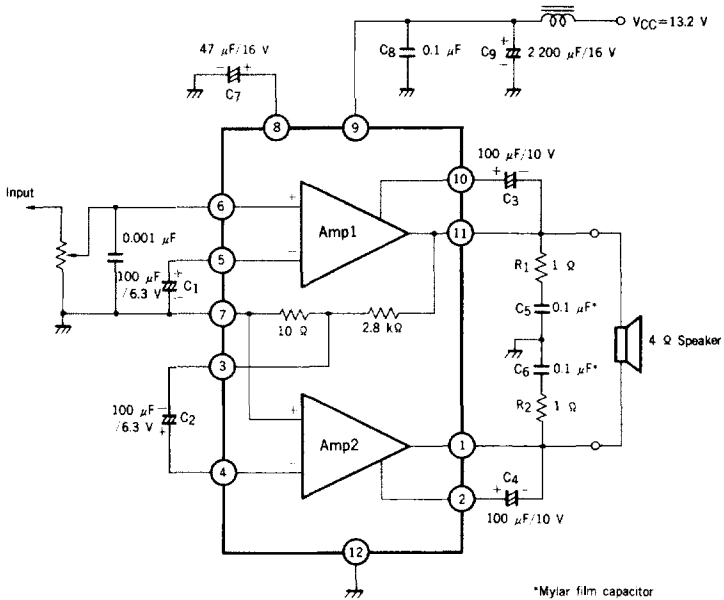 V_CC=13.2 V
47 μF/16 V
− +
C7
C8 0.1 μF
C9 + − 2 200 μF/16 V
8
9
100 μF/10 V
+ −
C3
10
Input
6
+
Amp1
11
0.001 μF
5
−
R1 1 Ω
100 μF
/6.3 V
+
−
C1
C5 0.1 μF*
7
10 Ω
2.8 kΩ
4 Ω Speaker
3
C6 0.1 μF*
100 μF
/6.3 V
−
+
C2
+
R2 1 Ω
Amp2
1
4
−
C4
2
+ −
100 μF/10 V
12
*Mylar film capacitor